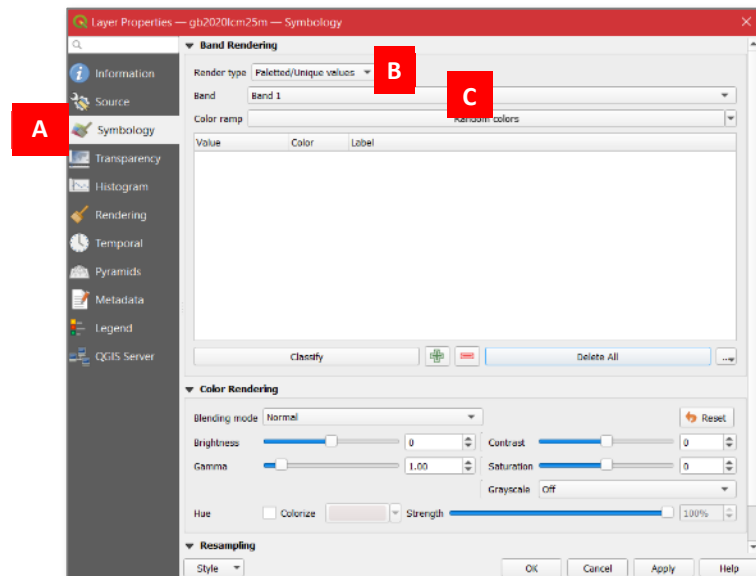 Layer Properties — gb2020lcm25m — Symbology
Band Rendering
Information
Render type Paletted/Unique values
B
Source
Band Band 1
C
A
Symbology
Color ramp Random colors
Value Color Label
Transparency
Histogram
Rendering
Temporal
Pyramids
Metadata
Legend
QGIS Server
Classify Delete All ...
Color Rendering
Blending mode Normal Reset
Brightness 0 Contrast 0
Gamma 1.00 Saturation 0
Grayscale Off
Hue Colorize Strength 100%
Resampling
Style OK Cancel Apply Help